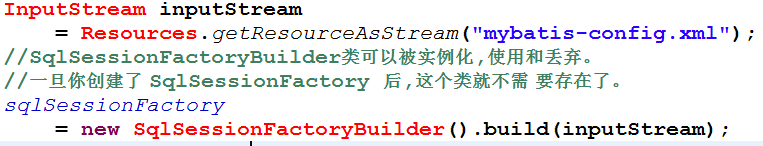 InputStream inputStream
= Resources.getResourceAsStream("mybatis-config.xml");
//SqlSessionFactoryBuilder类可以被实例化,使用和丢弃。
//一旦你创建了 SqlSessionFactory 后,这个类就不需 要存在了。
sqlSessionFactory
= new SqlSessionFactoryBuilder().build(inputStream);